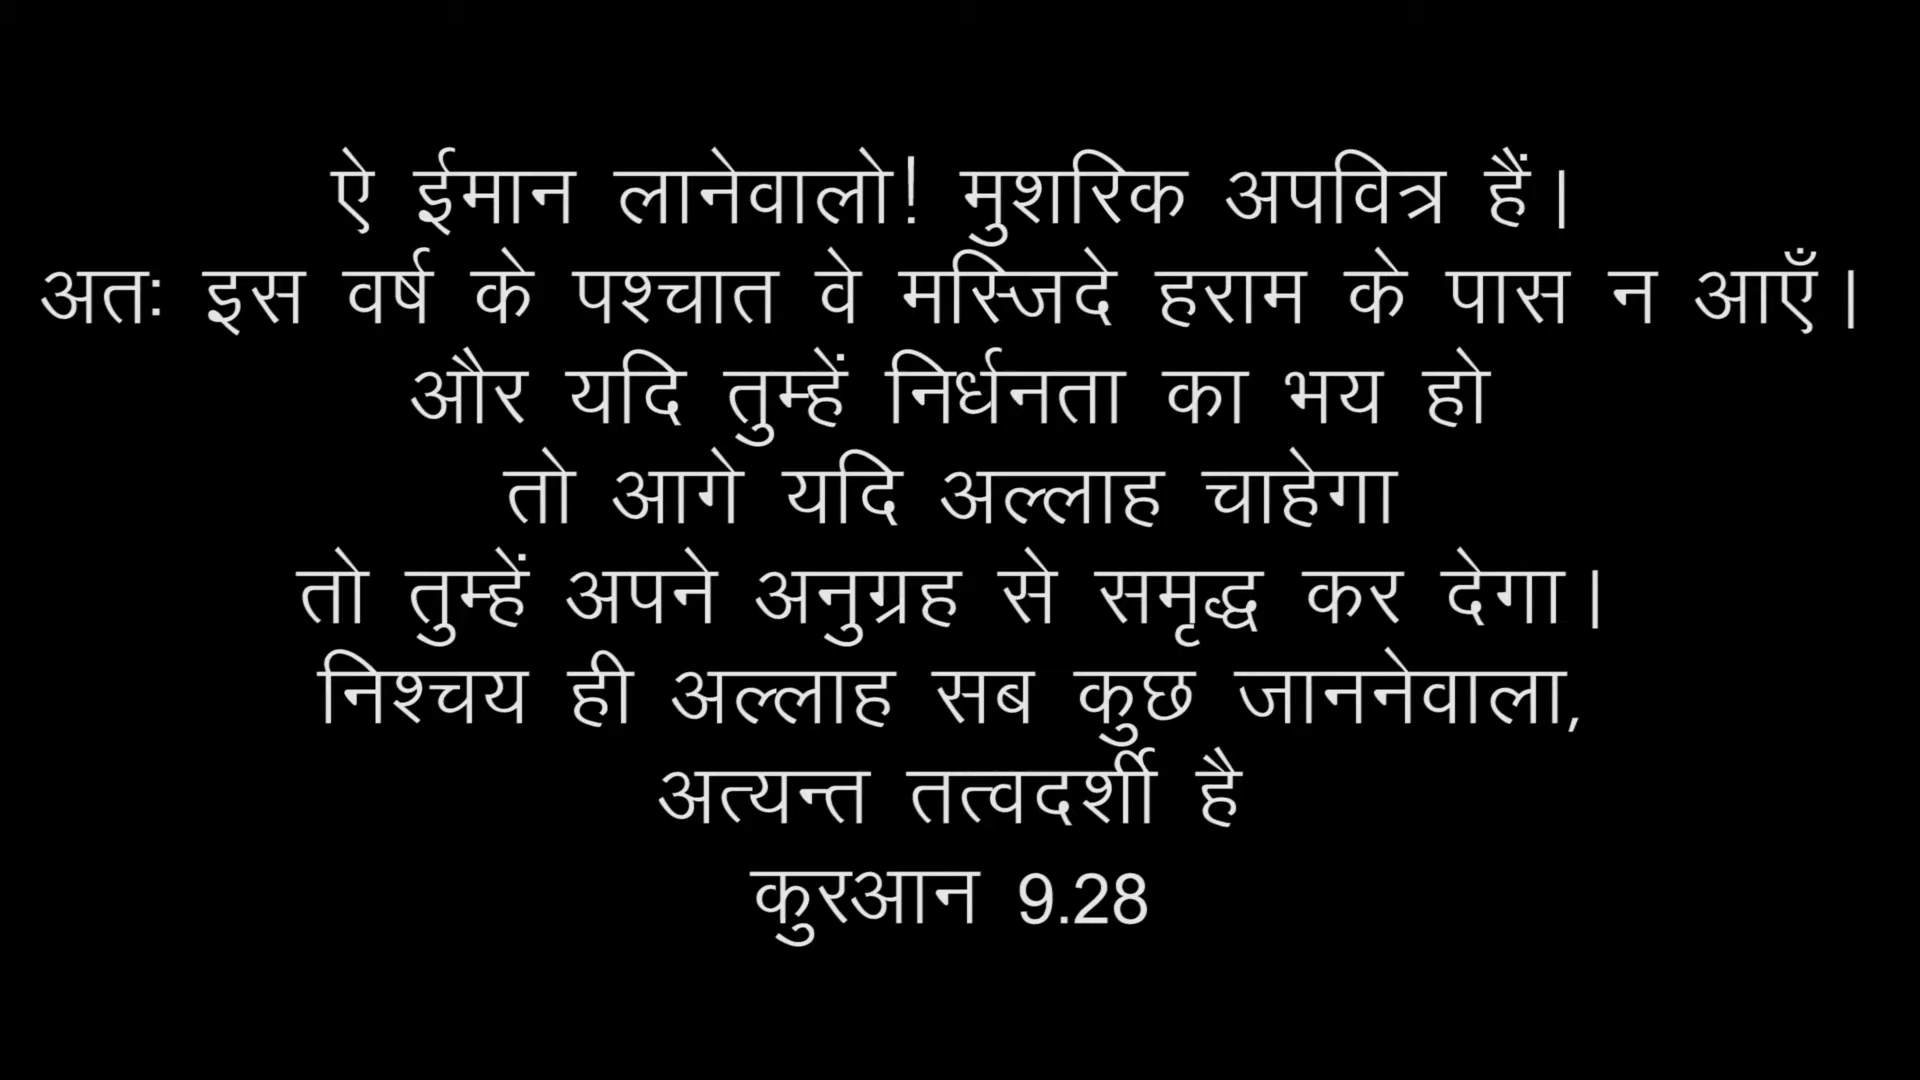 ऐ ईमान लानेवालो! मुशरिक अपवित्र हैं।
अतः इस वर्ष के पश्चात वे मस्जिदे हराम के पास न आएँ।
और यदि तुम्हें निर्धनता का भय हो
तो आगे यदि अल्लाह चाहेगा
तो तुम्हें अपने अनुग्रह से समृद्ध कर देगा।
निश्चय ही अल्लाह सब कुछ जाननेवाला,
अत्यन्त तत्वदर्शी है
कुरआन 9.28